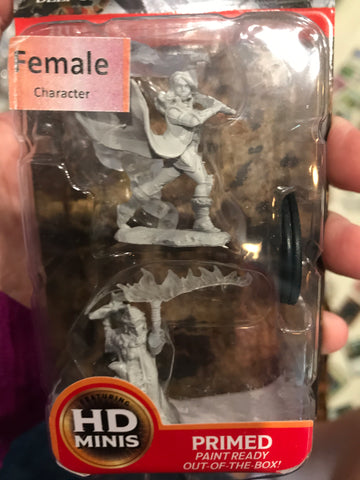 Female
Character
FEATURING
HD
MINIS
PRIMED
PAINT READY
OUT-OF-THE-BOX!